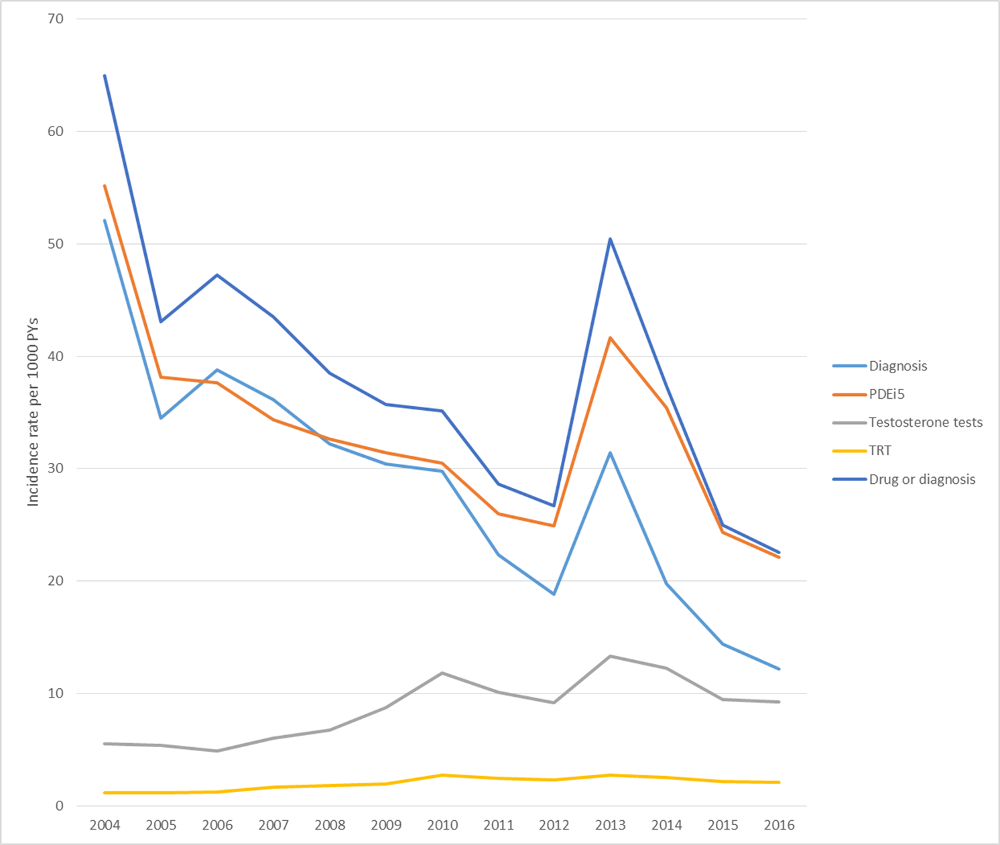 70
60
50
40
30
20
10
0
Incidence rate per 1000 PYs
2004 2005 2006 2007 2008 2009 2010 2011 2012 2013 2014 2015 2016
Diagnosis
PDEi5
Testosterone tests
TRT
Drug or diagnosis